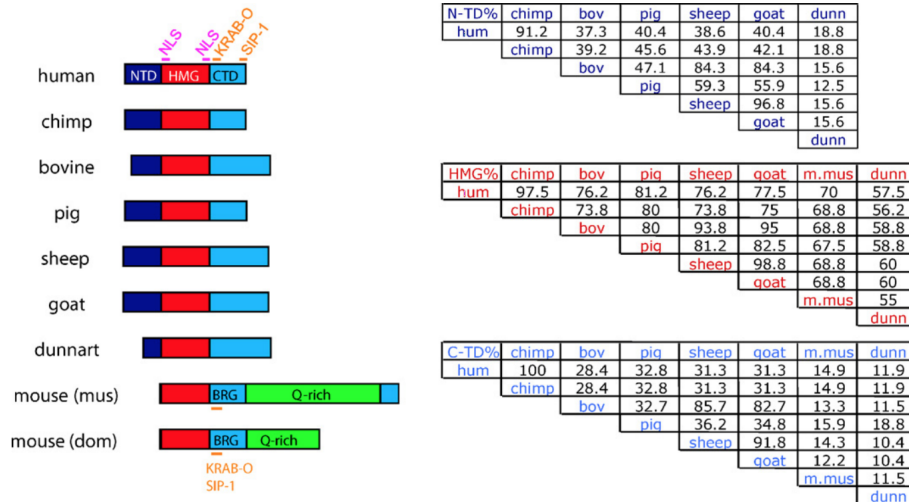 NLS
NLS
KRAB-O
SIP-1
human NTD HMG CTD
chimp
bovine
pig
sheep
goat
dunnart
mouse (mus) BRG Q-rich
mouse (dom) BRG Q-rich
KRAB-O
SIP-1
N-TD% chimp bov pig sheep goat dunn
hum 91.2 37.3 40.4 38.6 40.4 18.8
chimp 39.2 45.6 43.9 42.1 18.8
bov 47.1 84.3 84.3 15.6
pig 59.3 55.9 12.5
sheep 96.8 15.6
goat 15.6
dunn
HMG% chimp bov pig sheep goat m.mus dunn
hum 97.5 76.2 81.2 76.2 77.5 70 57.5
chimp 73.8 80 73.8 75 68.8 56.2
bov 80 93.8 95 68.8 58.8
pig 81.2 82.5 67.5 58.8
sheep 98.8 68.8 60
goat 68.8 60
m.mus 55
dunn
C-TD% chimp bov pig sheep goat m.mus dunn
hum 100 28.4 32.8 31.3 31.3 14.9 11.9
chimp 28.4 32.8 31.3 31.3 14.9 11.9
bov 32.7 85.7 82.7 13.3 11.5
pig 36.2 34.8 15.9 18.8
sheep 91.8 14.3 10.4
goat 12.2 10.4
m.mus 11.5
dunn